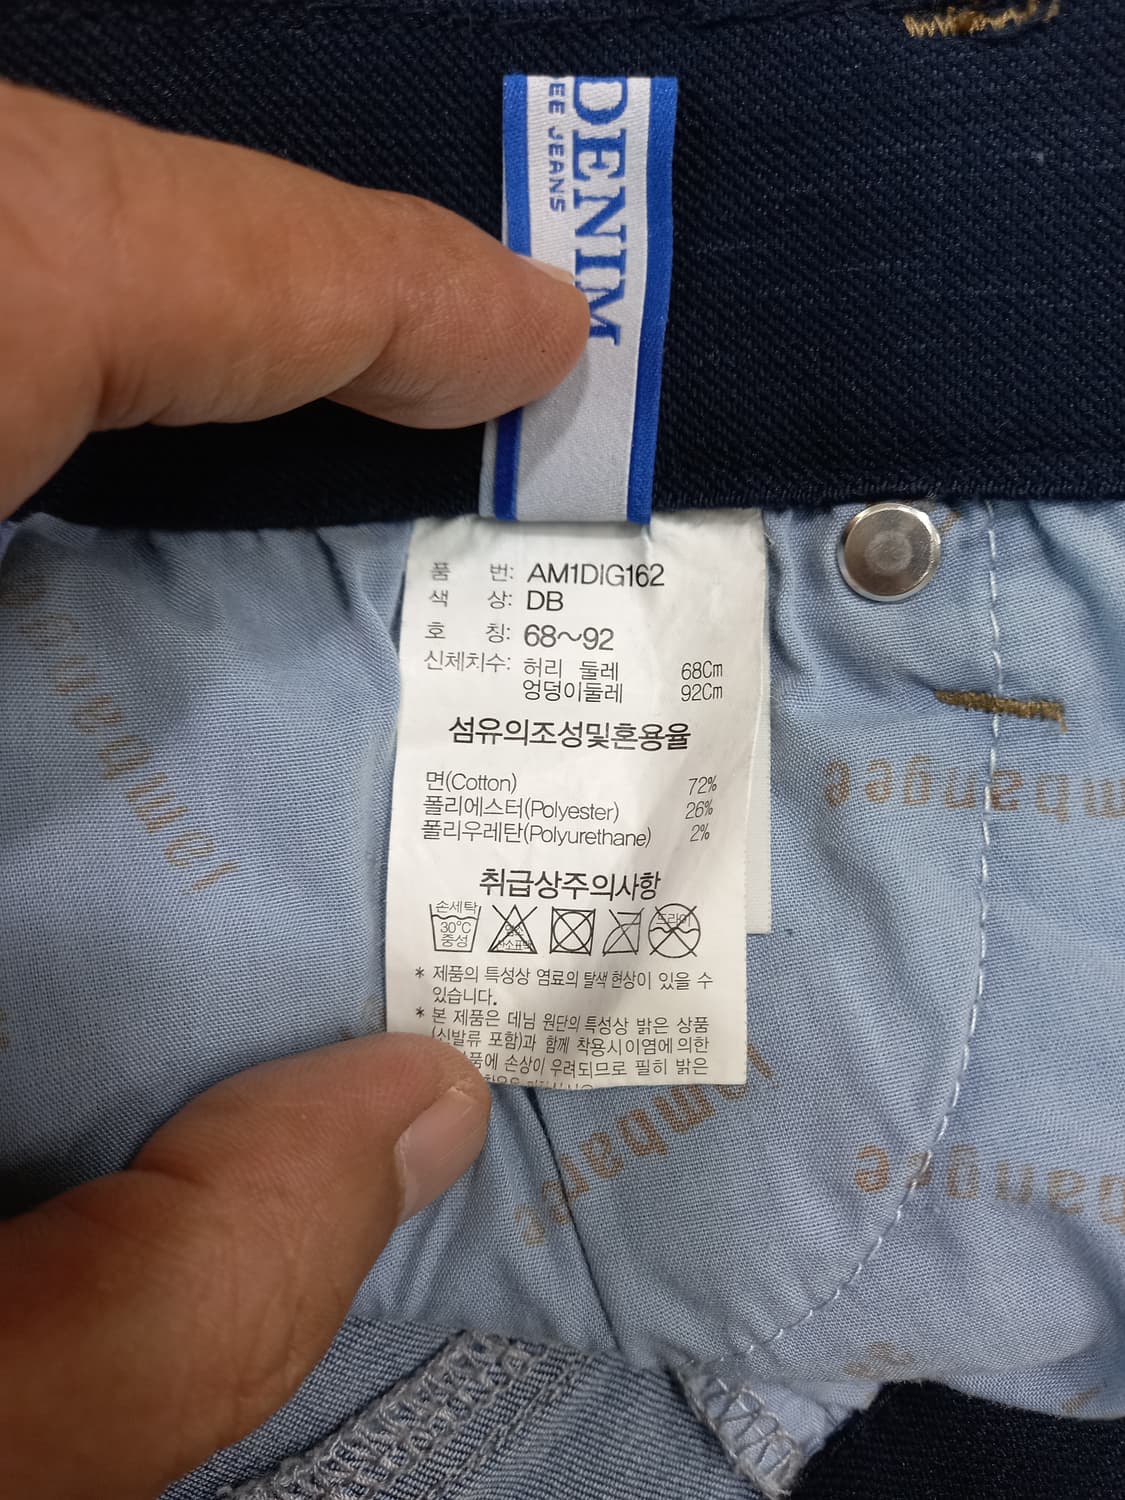 DENIM
EE JEANS
품 번: AM1DIG162
색 상: DB
호 칭: 68~92
신체치수: 허리 둘레 68Cm
엉덩이둘레 92Cm
섬유의조성및혼용율
면(Cotton) 72%
폴리에스터(Polyester) 26%
폴리우레탄(Polyurethane) 2%
취급상주의사항
손세탁
30°C
중성
드라이
* 제품의 특성상 염료의 탈색 현상이 있을 수
있습니다.
* 본 제품은 데님 원단의 특성상 밝은 상품
(신발류 포함)과 함께 착용시 이염에 의한
품에 손상이 우려되므로 필히 밝은
mbangee
bangee